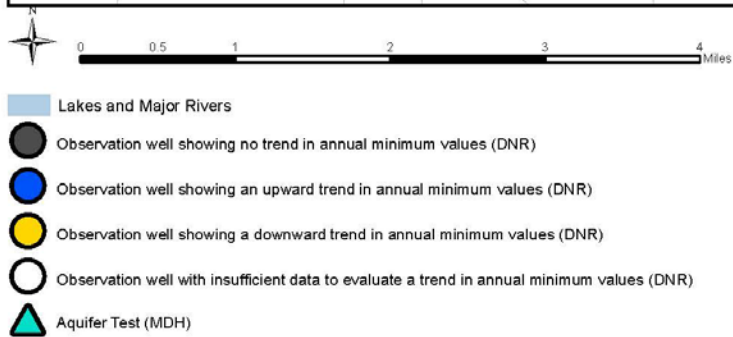 N
0 0.5 1 2 3 4
Miles
Lakes and Major Rivers
Observation well showing no trend in annual minimum values (DNR)
Observation well showing an upward trend in annual minimum values (DNR)
Observation well showing a downward trend in annual minimum values (DNR)
Observation well with insufficient data to evaluate a trend in annual minimum values (DNR)
Aquifer Test (MDH)